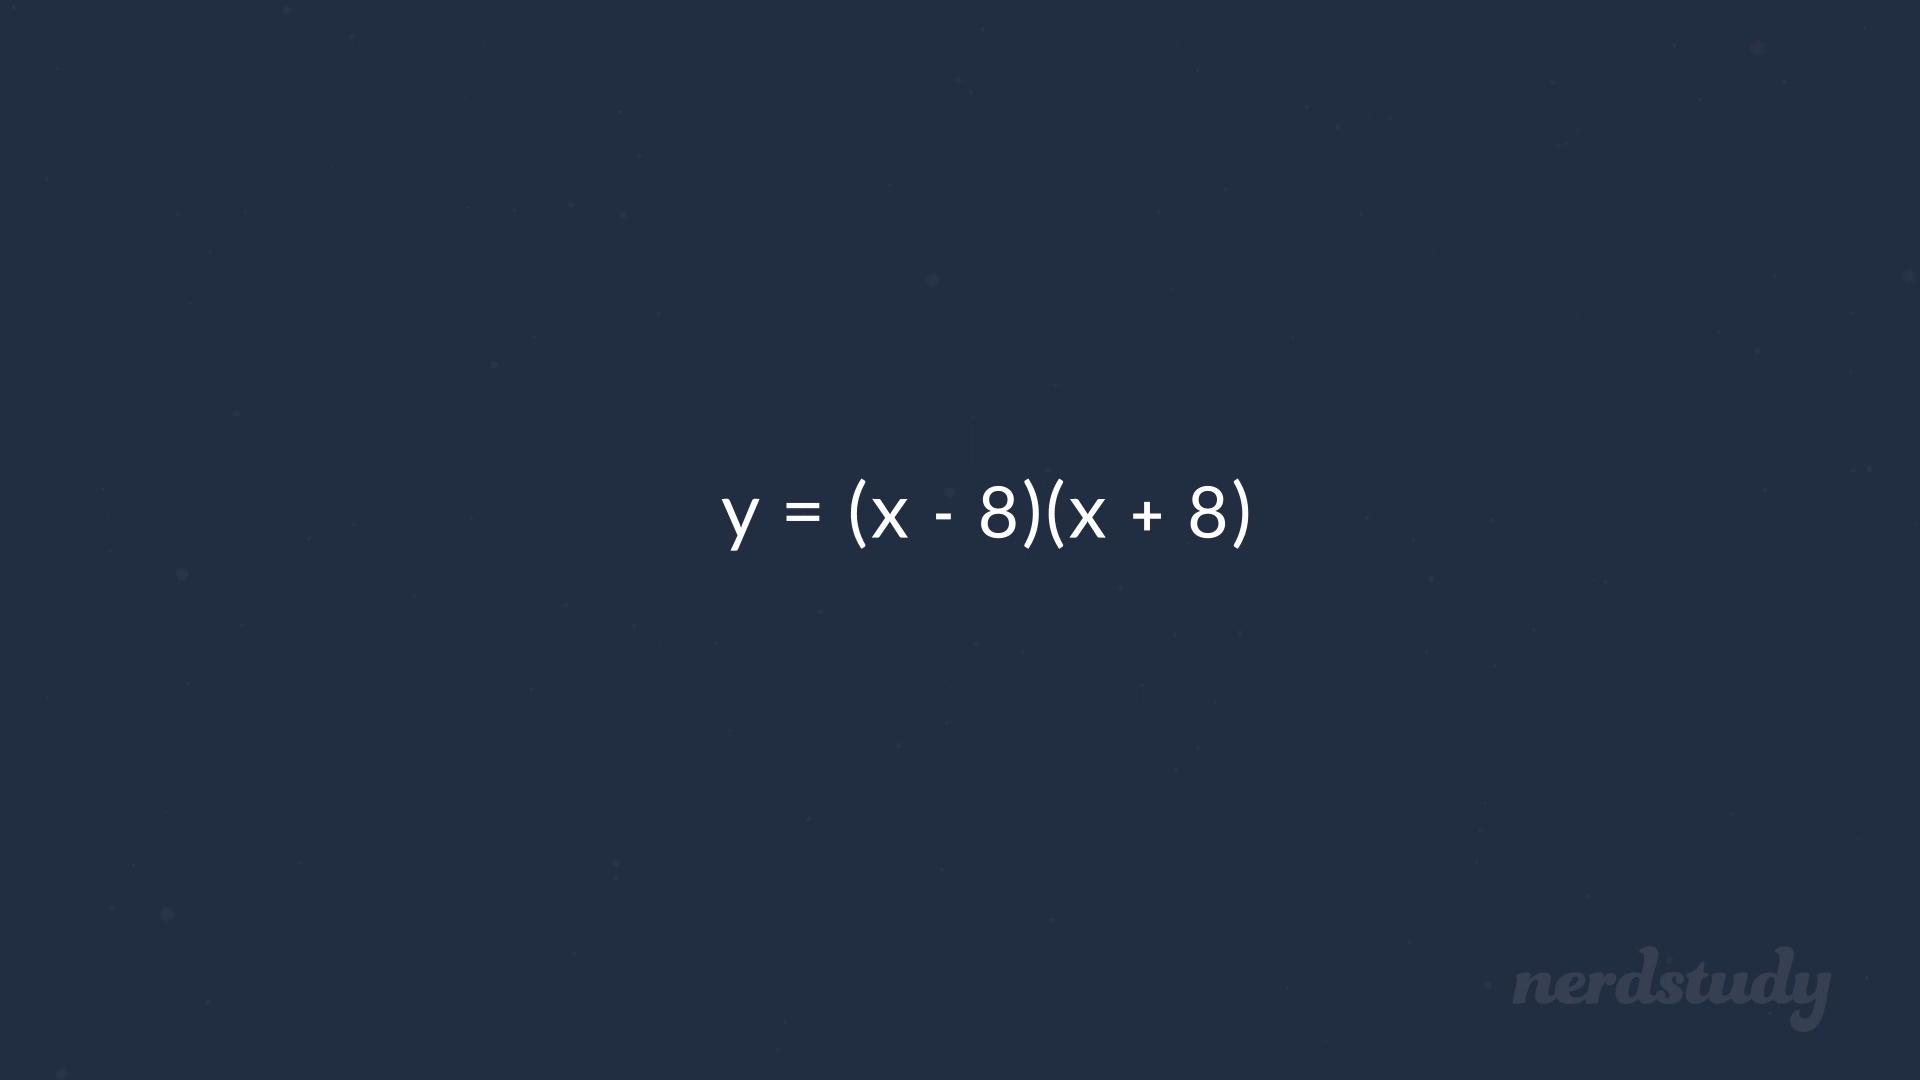 y = (x - 8)(x + 8)
nerdstudy